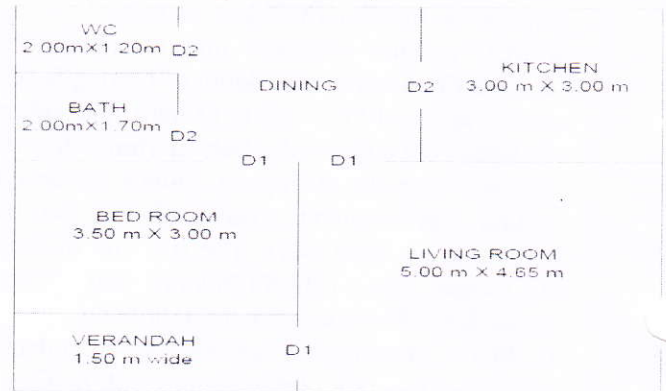 WC
2.00m×1.20m D2
BATH
2.00m×1.70m D2
DINING
D2
KITCHEN
3.00 m X 3.00 m
D1
D1
BED ROOM
3.50 m X 3.00 m
LIVING ROOM
5.00 m X 4.65 m
VERANDAH
1.50 m wide
D1